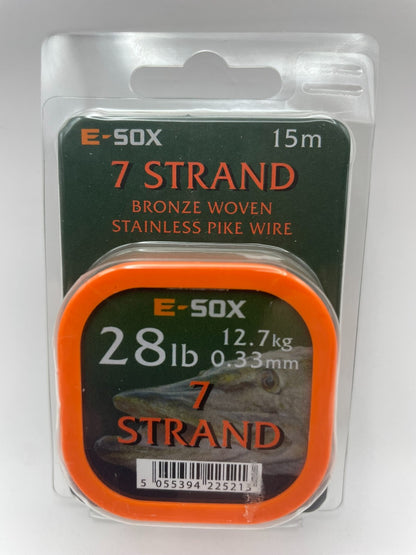 E-SOX 15m
7 STRAND
BRONZE WOVEN
STAINLESS PIKE WIRE
E-SOX
28lb 12.7kg
0.33mm
7
STRAND
5 055394 225213